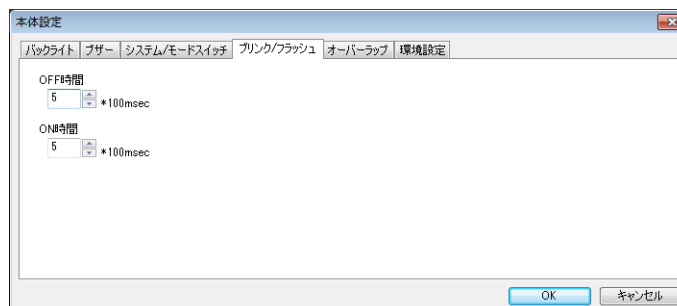 本体設定
バックライト ブザー システム/モードスイッチ ブリンク/フラッシュ オーバーラップ 環境設定
OFF時間
5 *100msec
ON時間
5 *100msec
OK キャンセル